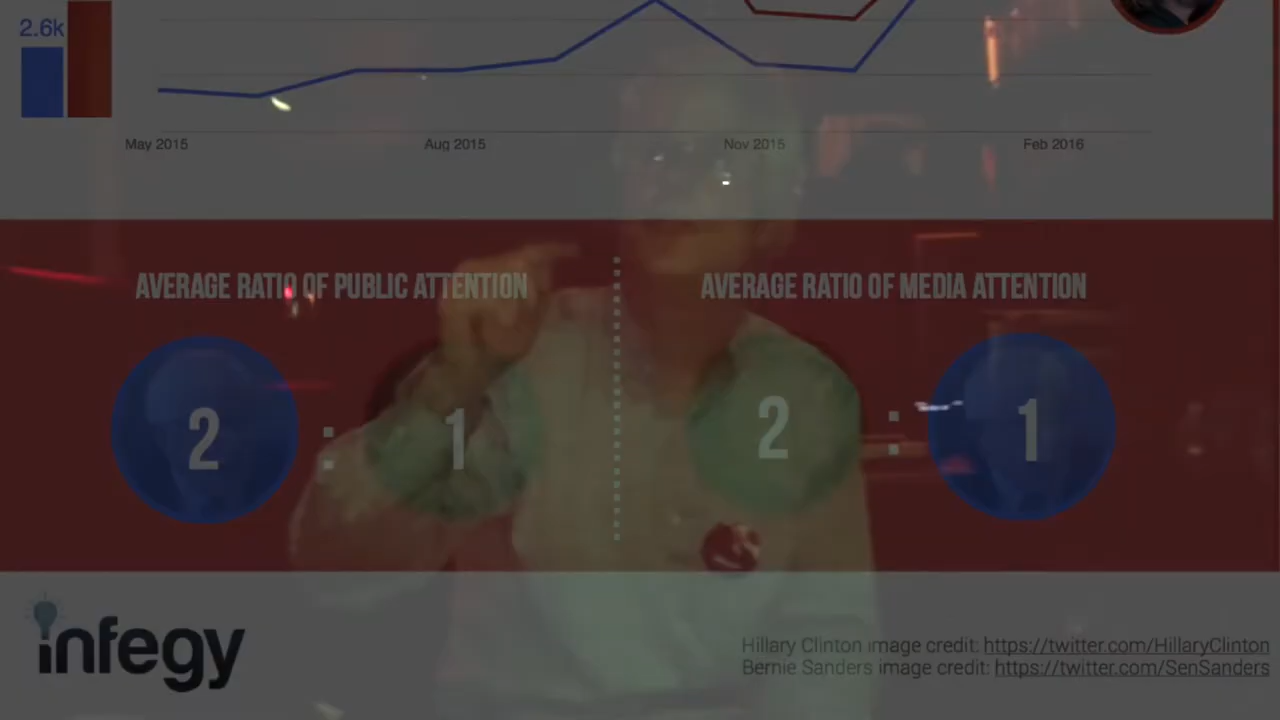 2.6k
May 2015 Aug 2015 Nov 2015 Feb 2016
AVERAGE RATIO OF PUBLIC ATTENTION
2 : 1
AVERAGE RATIO OF MEDIA ATTENTION
2 : 1
infegy
Hillary Clinton image credit: https://twitter.com/HillaryClinton
Bernie Sanders image credit: https://twitter.com/SenSanders